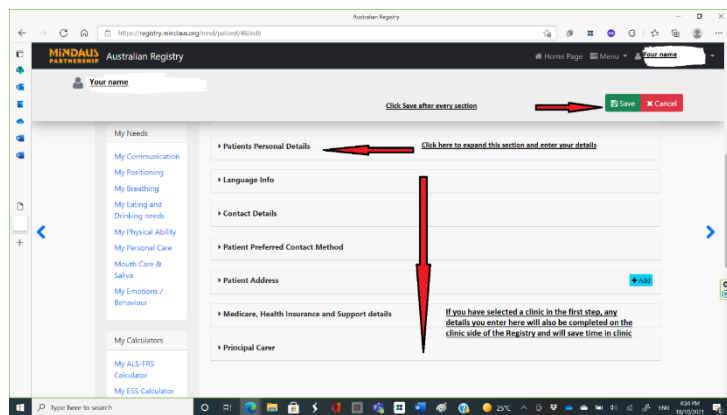 Australian Registry
https://registry.mindaus.org/mnd/patient/48/edit
MiNDAUS
PARTNERSHIP
Australian Registry
Home Page
Menu
Your name
Your name
Click Save after every section
Save
Cancel
My Needs
My Communication
My Positioning
My Breathing
My Eating and
Drinking needs
My Physical Ability
My Personal Care
Mouth Care &
Saliva
My Emotions /
Behaviour
My Calculators
My ALS-FRS
Calculator
My ESS Calculator
Patients Personal Details
Click here to expand this section and enter your details
Language Info
Contact Details
Patient Preferred Contact Method
Patient Address
Add
Medicare, Health Insurance and Support details
If you have selected a clinic in the first step, any
details you enter here will also be completed on the
clinic side of the Registry and will save time in clinic
Principal Carer
Type here to search
25°C
ENG
4:34 PM
18/10/2021